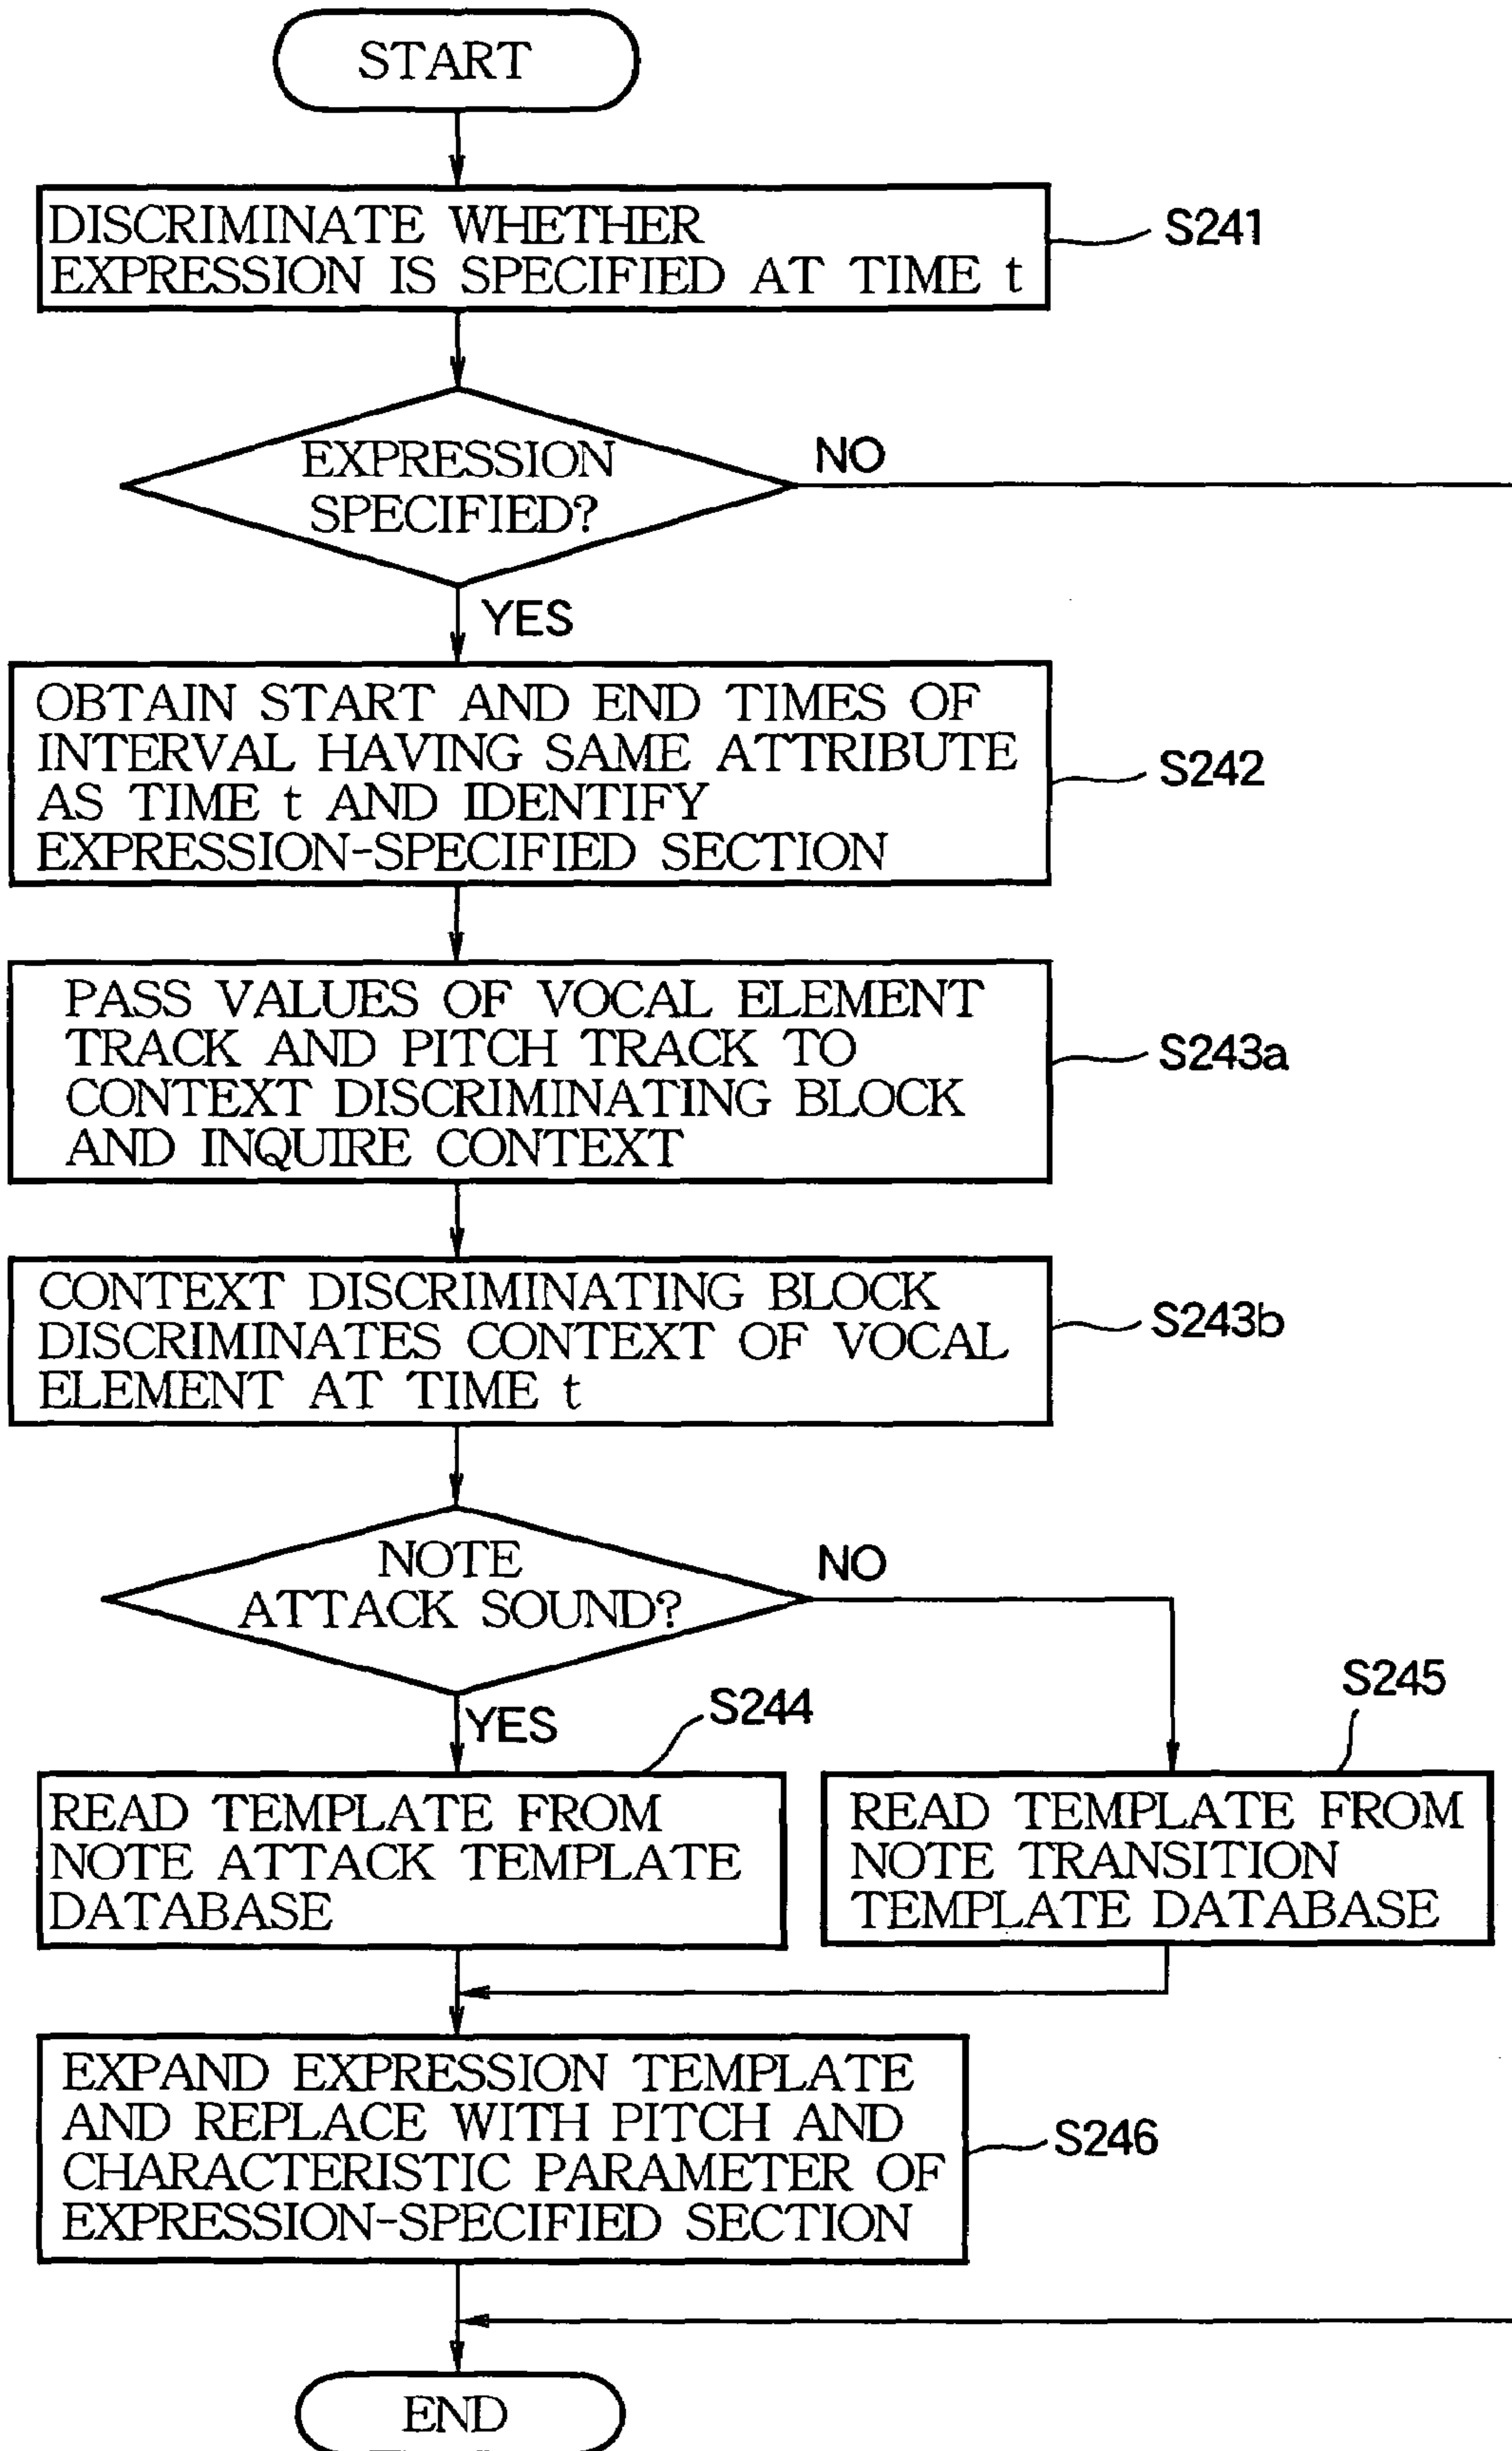 START
DISCRIMINATE WHETHER
EXPRESSION IS SPECIFIED AT TIME t
S241
EXPRESSION
SPECIFIED?
NO
YES
OBTAIN START AND END TIMES OF
INTERVAL HAVING SAME ATTRIBUTE
AS TIME t AND IDENTIFY
EXPRESSION-SPECIFIED SECTION
S242
PASS VALUES OF VOCAL ELEMENT
TRACK AND PITCH TRACK TO
CONTEXT DISCRIMINATING BLOCK
AND INQUIRE CONTEXT
S243a
CONTEXT DISCRIMINATING BLOCK
DISCRIMINATES CONTEXT OF VOCAL
ELEMENT AT TIME t
S243b
NOTE
ATTACK SOUND?
NO
YES
S244
READ TEMPLATE FROM
NOTE ATTACK TEMPLATE
DATABASE
S245
READ TEMPLATE FROM
NOTE TRANSITION
TEMPLATE DATABASE
EXPAND EXPRESSION TEMPLATE
AND REPLACE WITH PITCH AND
CHARACTERISTIC PARAMETER OF
EXPRESSION-SPECIFIED SECTION
S246
END